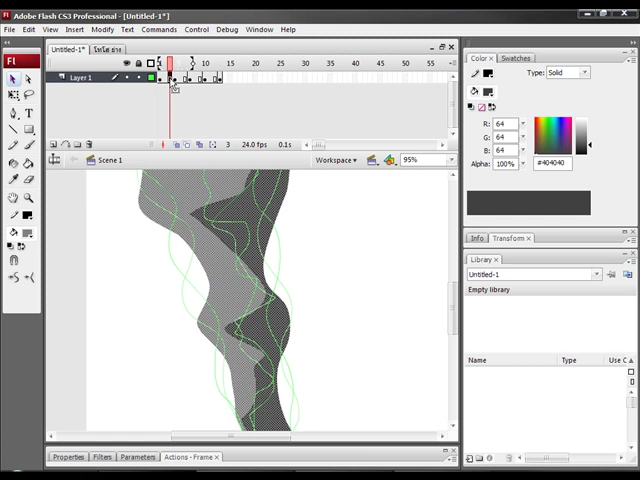 Adobe Flash CS3 Professional - [Untitled-1*]
File Edit View Insert Modify Text Commands Control Debug Window Help
Untitled-1*
Fl
Layer 1
1 5 10 15 20 25 30 35 40 45 50 55
3 24.0 fps 0.1s
Scene 1
Workspace
95%
Color Swatches
Type: Solid
R: 64
G: 64
B: 64
Alpha: 100%
#404040
Info Transform
Library
Untitled-1
Empty library
Name Type Use C
Properties Filters Parameters Actions - Frame